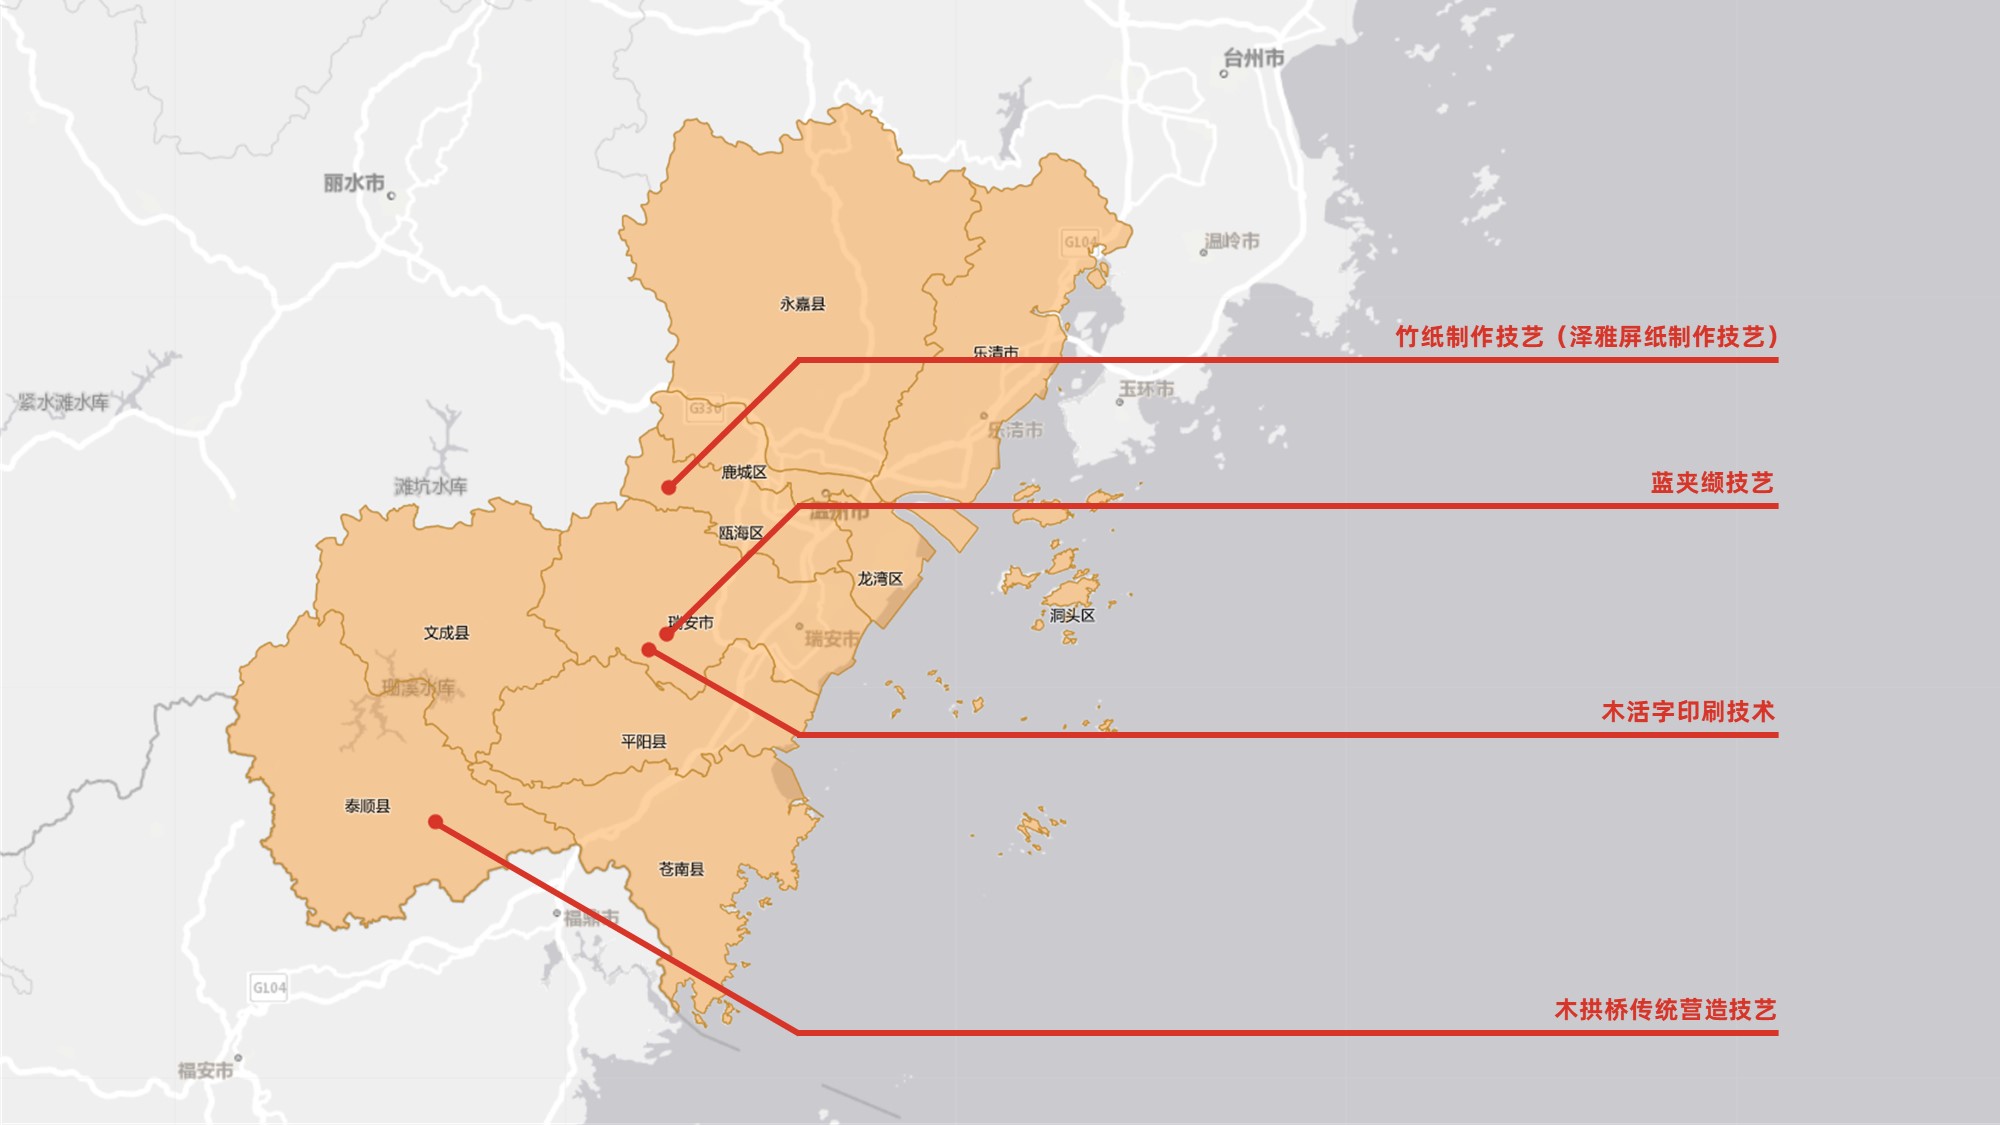 台州市
丽水市
G104
温岭市
永嘉县
竹纸制作技艺（泽雅屏纸制作技艺）
乐清市
玉环市
紧水滩水库
G330
乐清市
鹿城区
滩坑水库
蓝夹缬技艺
温州市
瓯海区
龙湾区
洞头区
瑞安市
文成县
瑞安市
珊溪水库
木活字印刷技术
平阳县
泰顺县
苍南县
福鼎市
G104
木拱桥传统营造技艺
福安市